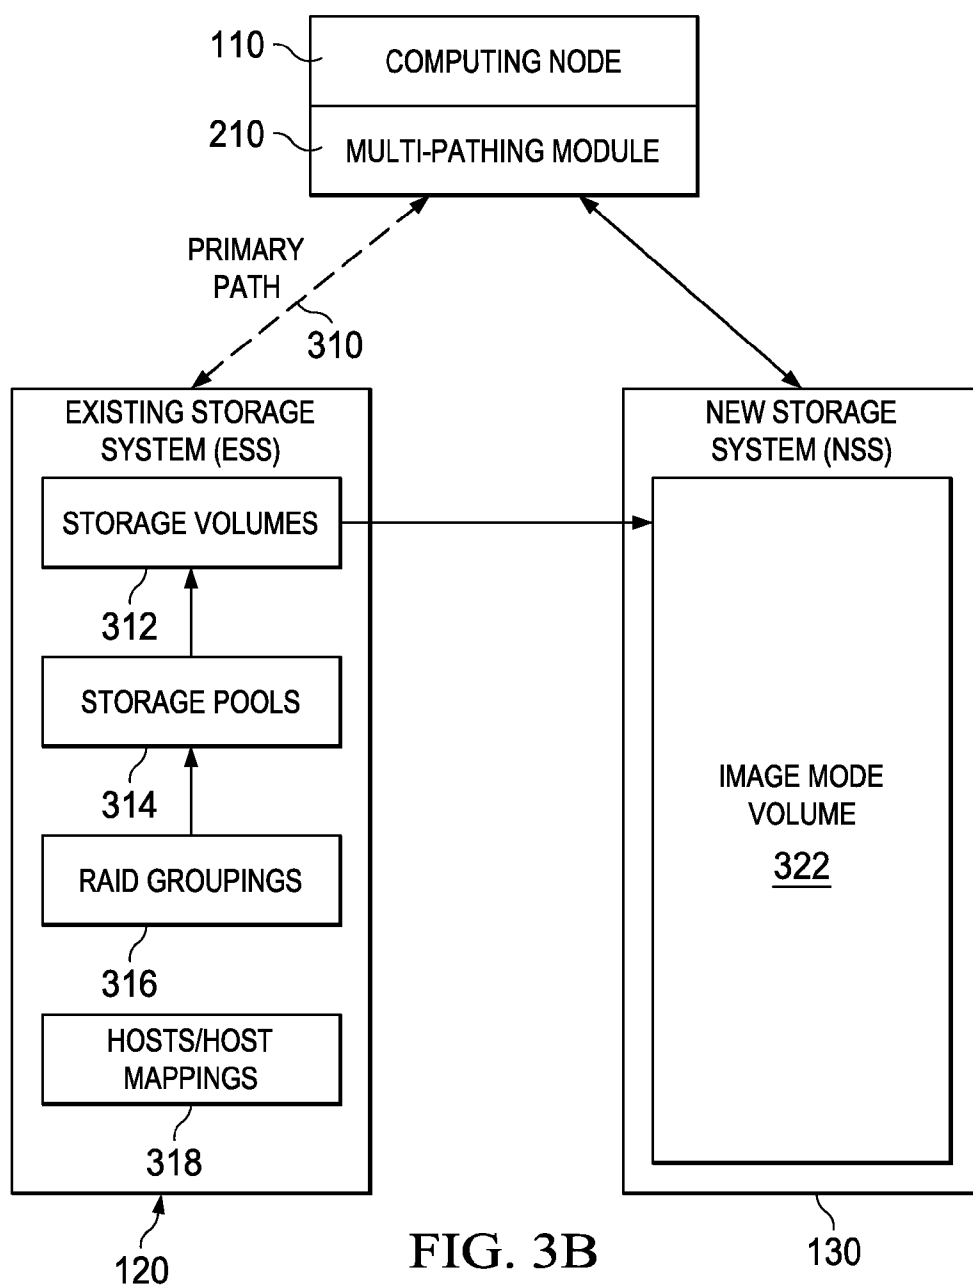 110
COMPUTING NODE
210
MULTI-PATHING MODULE
PRIMARY
PATH
310
EXISTING STORAGE
SYSTEM (ESS)
STORAGE VOLUMES
312
STORAGE POOLS
314
RAID GROUPINGS
316
HOSTS/HOST
MAPPINGS
318
120
NEW STORAGE
SYSTEM (NSS)
IMAGE MODE
VOLUME
322
130
FIG. 3B